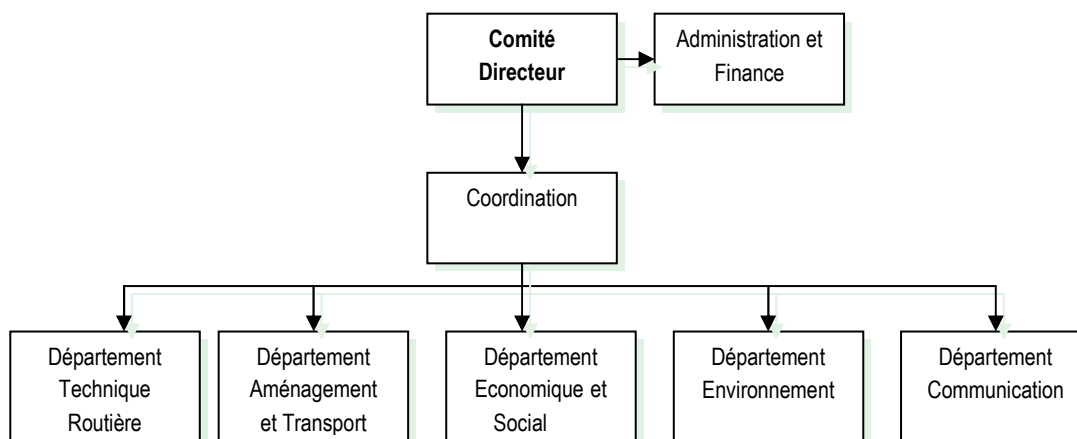 Comité
Directeur
Administration et
Finance
Coordination
Département
Technique
Routière
Département
Aménagement
et Transport
Département
Economique et
Social
Département
Environnement
Département
Communication